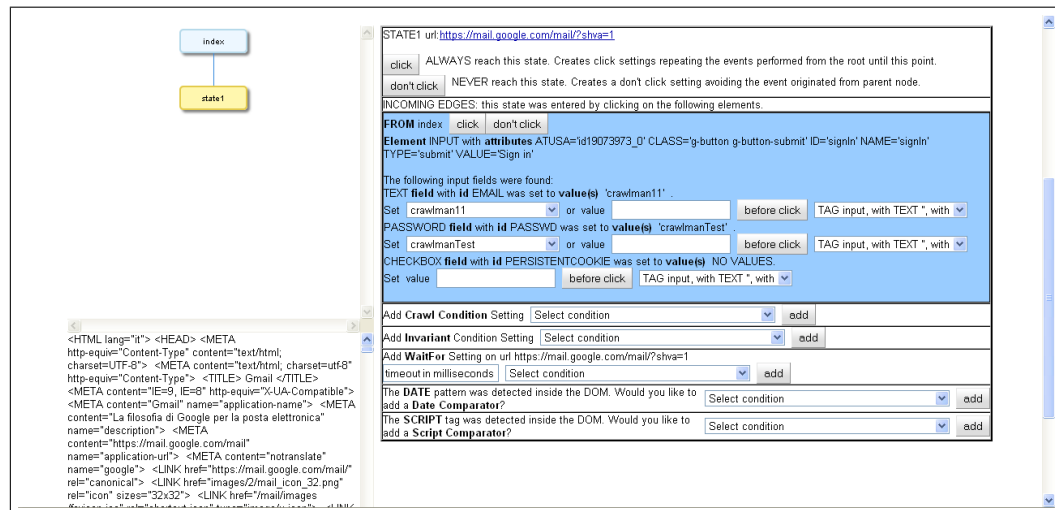 index
state1
STATE1 url:https://mail.google.com/mail/?shva=1
click ALWAYS reach this state. Creates click settings repeating the events performed from the root until this point.
don't click NEVER reach this state. Creates a don't click setting avoiding the event originated from parent node.
INCOMING EDGES: this state was entered by clicking on the following elements.
FROM index click don't click
Element INPUT with attributes ATUSA='id19073973_0' CLASS='g-button g-button-submit' ID='signIn' NAME='signIn'
TYPE='submit' VALUE='Sign in'
The following input fields were found:
TEXT field with id EMAIL was set to value(s) 'crawlman11' .
Set crawlman11 or value before click TAG input, with TEXT ", with
PASSWORD field with id PASSWD was set to value(s) 'crawlmanTest' .
Set crawlmanTest or value before click TAG input, with TEXT ", with
CHECKBOX field with id PERSISTENTCOOKIE was set to value(s) NO VALUES.
Set value before click TAG input, with TEXT ", with
Add Crawl Condition Setting Select condition add
Add Invariant Condition Setting Select condition add
Add WaitFor Setting on url https://mail.google.com/mail/?shva=1
timeout in milliseconds Select condition add
The DATE pattern was detected inside the DOM. Would you like to
add a Date Comparator? Select condition add
The SCRIPT tag was detected inside the DOM. Would you like to
add a Script Comparator? Select condition add
<HTML lang="it"> <HEAD> <META
http-equiv="Content-Type" content="text/html;
charset=UTF-8"> <META content="text/html; charset=utf-8"
http-equiv="Content-Type"> <TITLE> Gmail </TITLE>
<META content="IE=9, IE=8" http-equiv="X-UA-Compatible">
<META content="Gmail" name="application-name"> <META
content="La filosofia di Google per la posta elettronica"
name="description"> <META
content="https://mail.google.com/mail"
name="application-url"> <META content="notranslate"
name="google"> <LINK href="https://mail.google.com/mail/"
rel="canonical"> <LINK href="images/2/mail_icon_32.png"
rel="icon" sizes="32x32"> <LINK href="/mail/images
/favicon.ico" rel="shortcut icon" type="image/x-icon"> <LINK